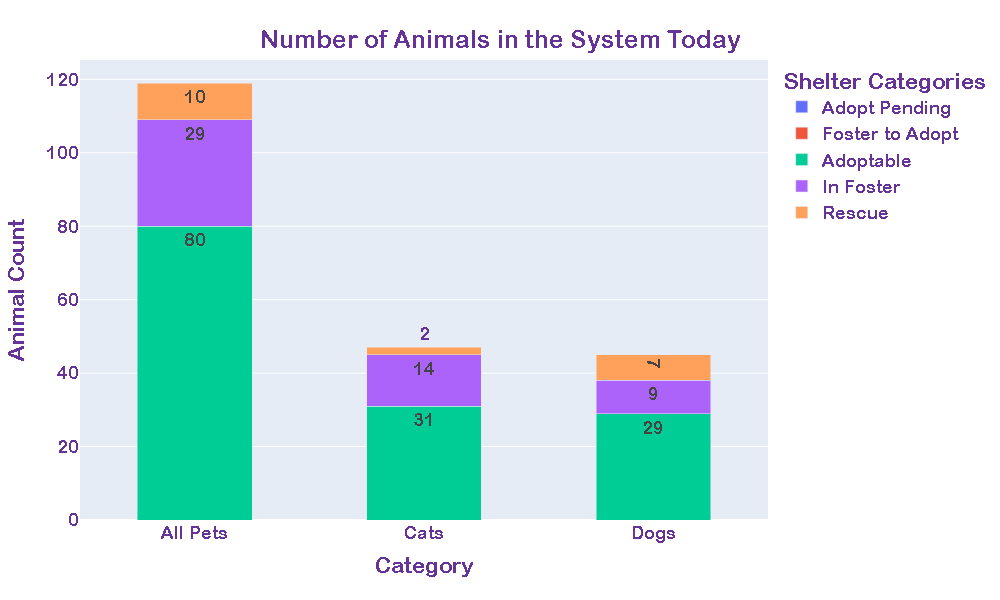 Number of Animals in the System Today
Shelter Categories
Adopt Pending
Foster to Adopt
Adoptable
In Foster
Rescue
Animal Count
120
100
80
60
40
20
0
10
29
80
2
14
31
7
9
29
All Pets
Cats
Dogs
Category